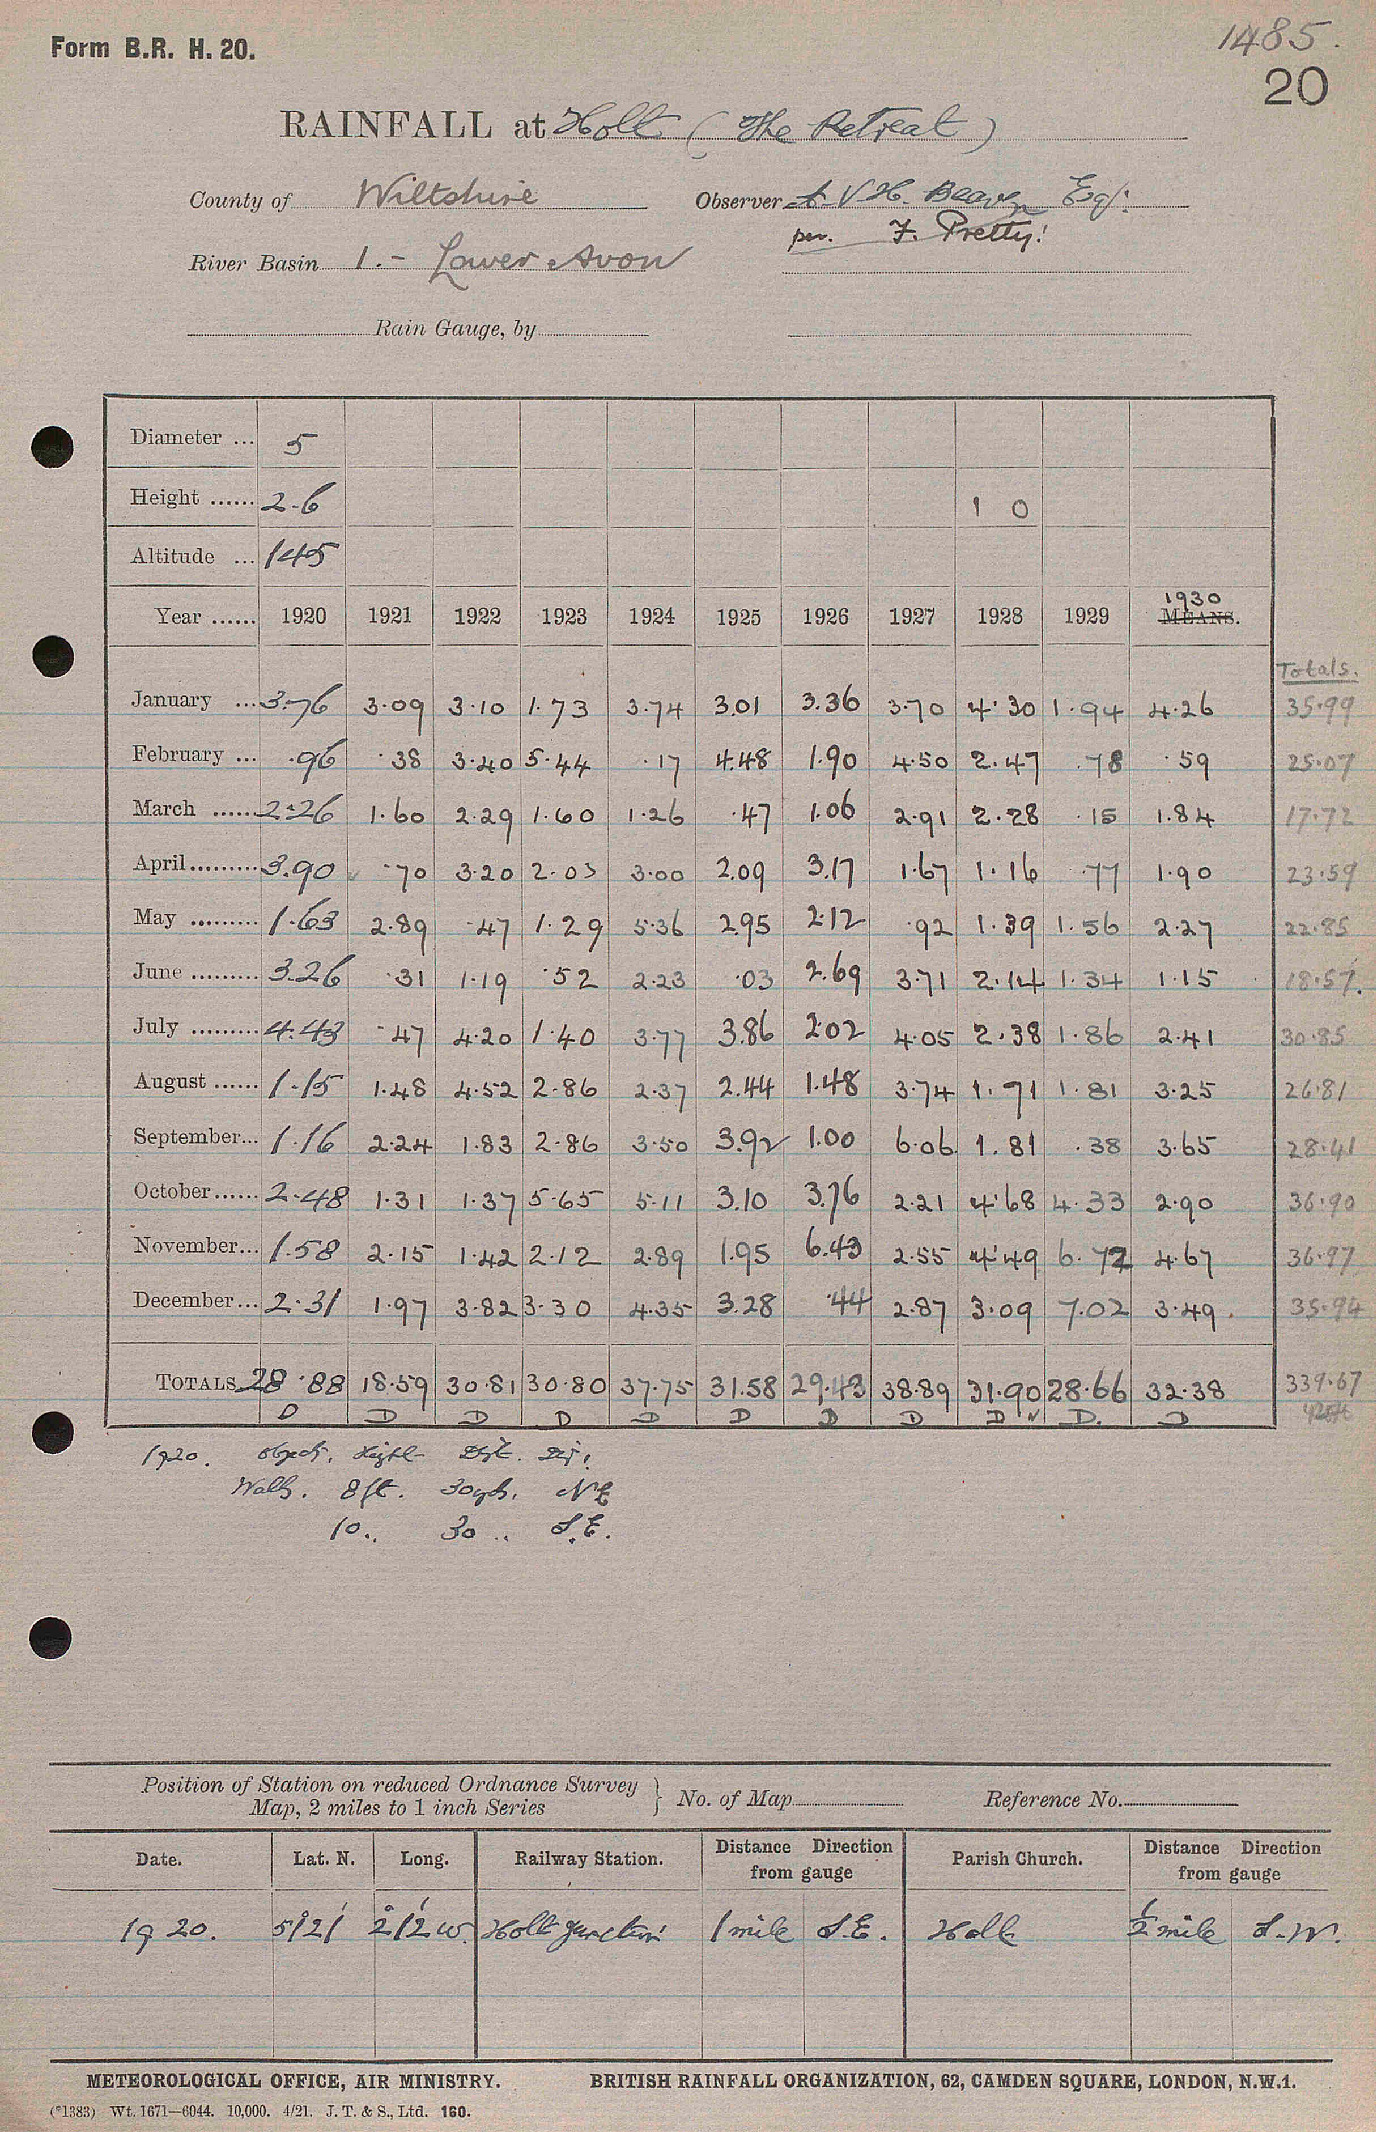 Form B.R. H. 20.
1485.
20
RAINFALL at Holt (The Retreat)
County of Wiltshire Observer A. V. H. Beaven Esq.
per. F. Pretty.
River Basin 1.- Lower Avon
Rain Gauge, by
Diameter ... 5
Height ...... 2-6 1 0
Altitude ... 145
Year ...... 1920 1921 1922 1923 1924 1925 1926 1927 1928 1929 1930 MEANS.
Totals.
January ... 3.76 3.09 3.10 1.73 3.74 3.01 3.36 3.70 4.30 1.94 4.26 35.99
February ... .96 .38 3.40 5.44 .17 4.48 1.90 4.50 2.47 .78 .59 25.07
March ...... 2.26 1.60 2.29 1.60 1.26 .47 1.06 2.91 2.28 .15 1.84 17.72
April ......... 3.90 .70 3.20 2.03 3.00 2.09 3.17 1.67 1.16 .77 1.90 23.59
May ......... 1.63 2.89 .47 1.29 5.36 2.95 2.12 .92 1.39 1.56 2.27 22.85
June ......... 3.26 .31 1.19 .52 2.23 .03 2.69 3.71 2.14 1.34 1.15 18.57
July ......... 4.43 .47 4.20 1.40 3.77 3.86 2.02 4.05 2.38 1.86 2.41 30.85
August ...... 1.15 1.48 4.52 2.86 2.37 2.44 1.48 3.74 1.71 1.81 3.25 26.81
September... 1.16 2.24 1.83 2.86 3.50 3.92 1.00 6.06 1.81 .38 3.65 28.41
October...... 2.48 1.31 1.37 5.65 5.11 3.10 3.76 2.21 4.68 4.33 2.90 36.90
November... 1.58 2.15 1.42 2.12 2.89 1.95 6.43 2.55 4.49 6.72 4.67 36.97
December... 2.31 1.97 3.82 3.30 4.35 3.28 .44 2.87 3.09 7.02 3.49. 35.94
TOTALS 28.88 18.59 30.81 30.80 37.75 31.58 29.43 38.89 31.90 28.66 32.38 339.67
D D D D D D D D D N D. D
1920. Object. Height Dist. Dir.
Walls. 8ft. 30yds. NE
10.. 30.. S.E.
Position of Station on reduced Ordnance Survey
Map, 2 miles to 1 inch Series } No. of Map Reference No.
Date. Lat. N. Long. Railway Station. Distance Direction from gauge Parish Church. Distance Direction from gauge
1920. 51°21' 2°12'W. Holt Junction 1 mile S.E. Holt ½ mile S.W.
METEOROLOGICAL OFFICE, AIR MINISTRY. BRITISH RAINFALL ORGANIZATION, 62, CAMDEN SQUARE, LONDON, N.W.1.
(*1383) Wt. 1671—6044. 10,000. 4/21. J. T. & S., Ltd. 160.